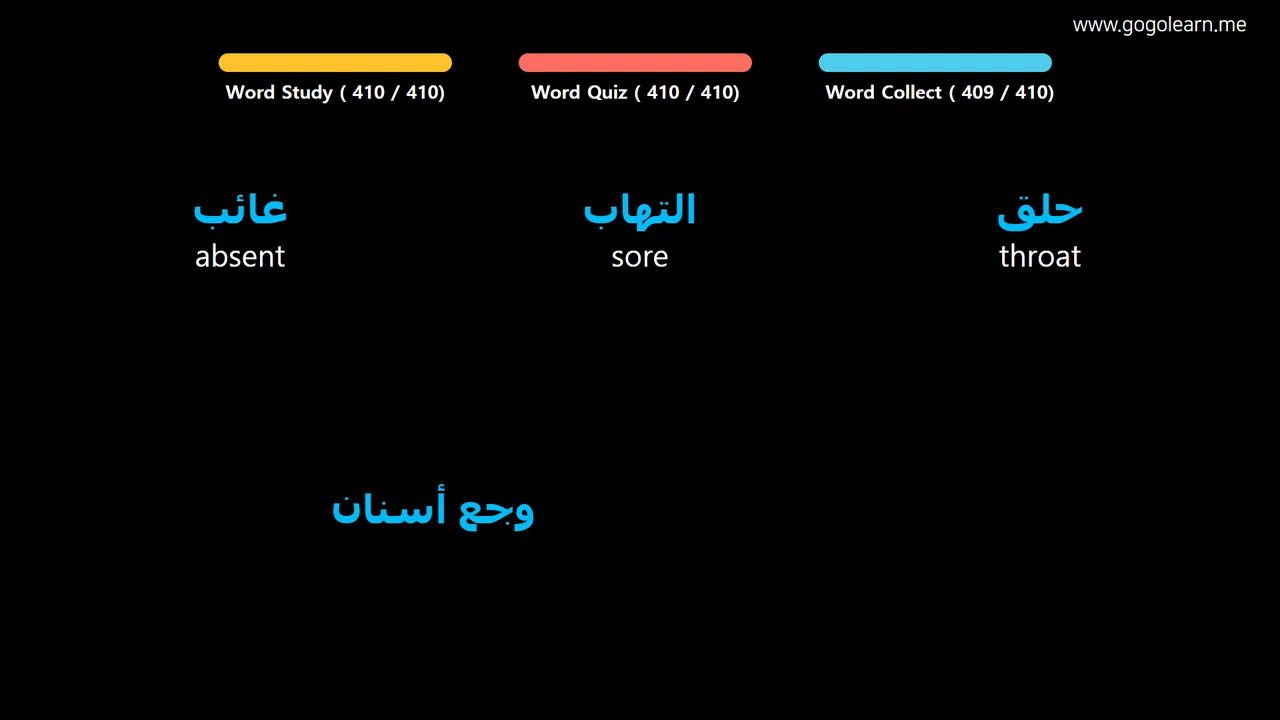 www.gogolearn.me
Word Study ( 410 / 410)
Word Quiz ( 410 / 410)
Word Collect ( 409 / 410)
غائب
absent
التهاب
sore
حلق
throat
وجع أسنان